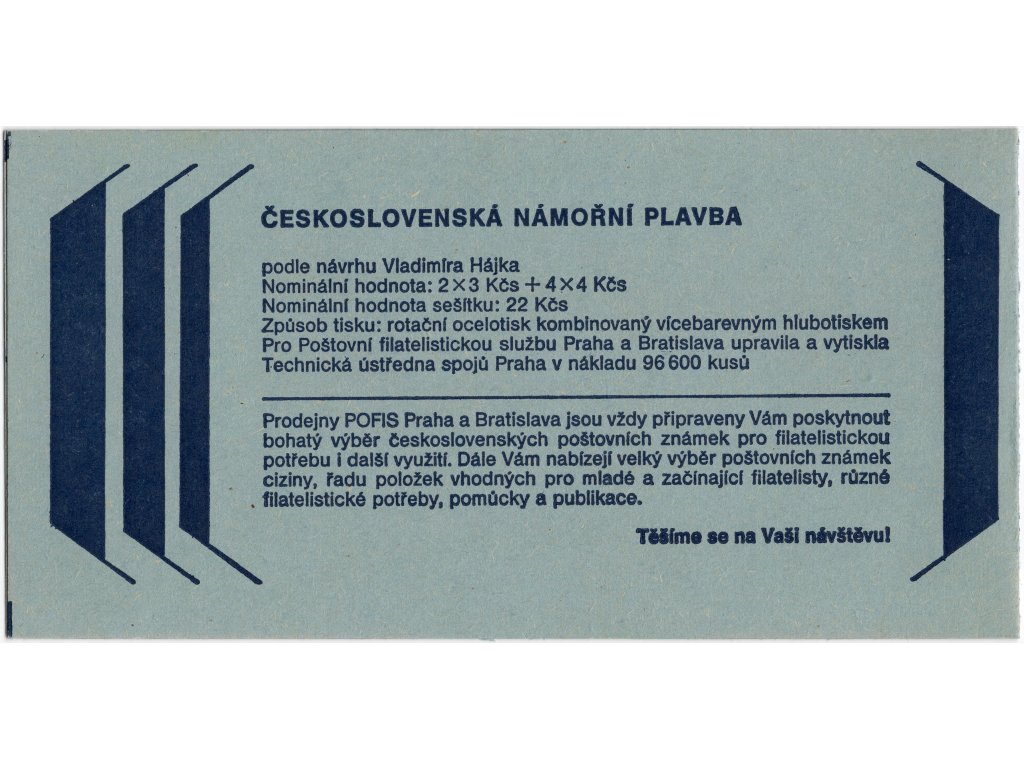 ČESKOSLOVENSKÁ NÁMOŘNÍ PLAVBA
podle návrhu Vladimíra Hájka
Nominální hodnota: 2×3 Kčs + 4×4 Kčs
Nominální hodnota sešítku: 22 Kčs
Způsob tisku: rotační ocelotisk kombinovaný vícebarevným hlubotiskem
Pro Poštovní filatelistickou službu Praha a Bratislava upravila a vytiskla
Technická ústředna spojů Praha v nákladu 96 600 kusů
Prodejny POFIS Praha a Bratislava jsou vždy připraveny Vám poskytnout
bohatý výběr československých poštovních známek pro filatelistickou
potřebu i další využití. Dále Vám nabízejí velký výběr poštovních známek
ciziny, řadu položek vhodných pro mladé a začínající filatelisty, různé
filatelistické potřeby, pomůcky a publikace.
Těšíme se na Vaši návštěvu!